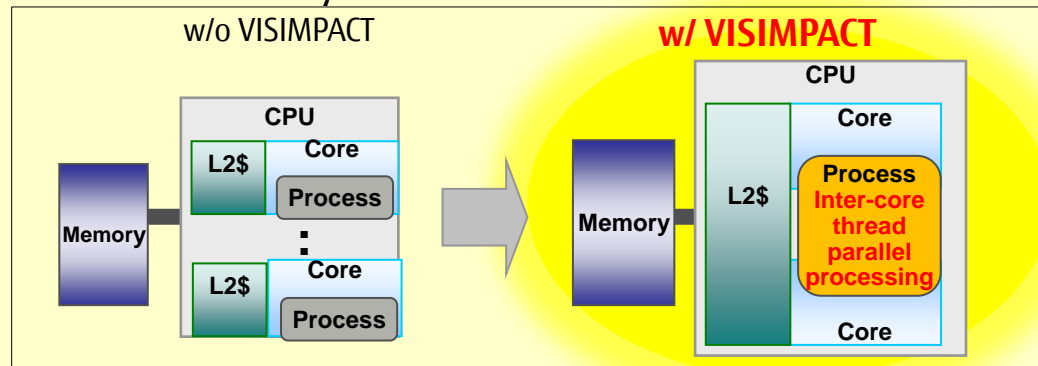 w/o VISIMPACT
CPU
Core
L2$
Process
Memory
Core
L2$
Process
w/ VISIMPACT
CPU
Core
Process
Inter-core
thread
parallel
processing
L2$
Memory
Core